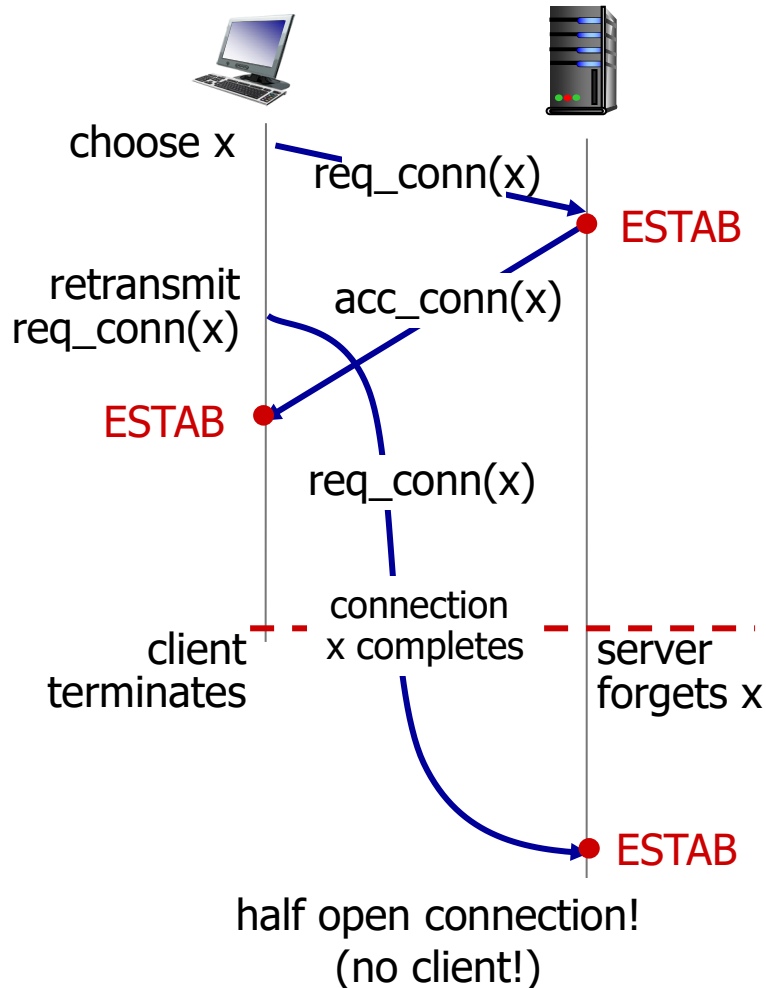 choose x
req_conn(x)
ESTAB
retransmit
req_conn(x)
acc_conn(x)
ESTAB
req_conn(x)
connection
x completes
client
terminates
server
forgets x
ESTAB
half open connection!
(no client!)